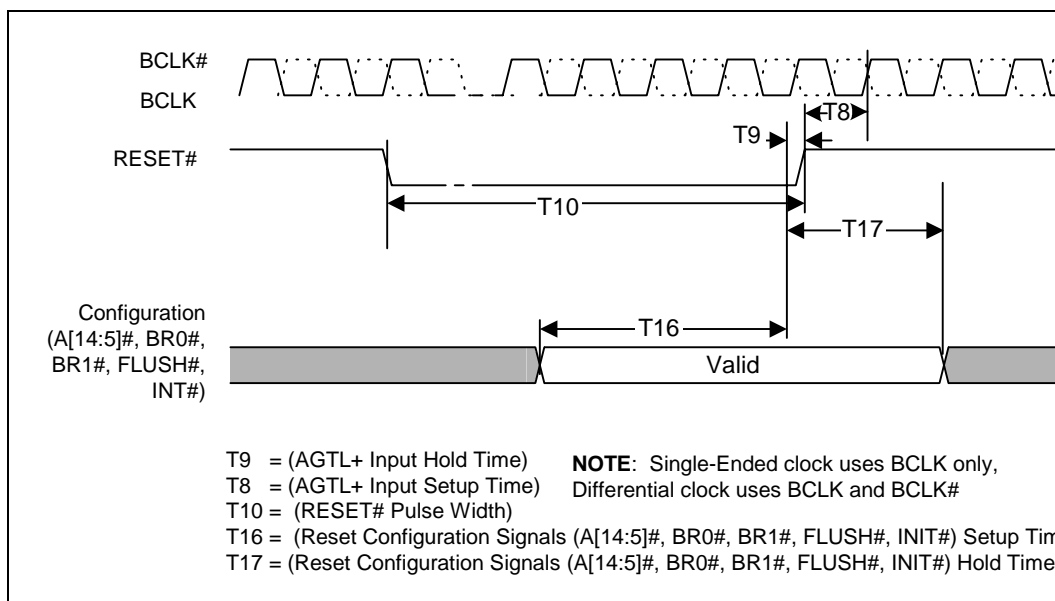 BCLK#
BCLK
T8
T9
RESET#
T10
T17
Configuration
(A[14:5]#, BR0#,
BR1#, FLUSH#,
INT#)
T16
Valid
T9 = (AGTL+ Input Hold Time)
T8 = (AGTL+ Input Setup Time)
T10 = (RESET# Pulse Width)
T16 = (Reset Configuration Signals (A[14:5]#, BR0#, BR1#, FLUSH#, INIT#) Setup Tim
T17 = (Reset Configuration Signals (A[14:5]#, BR0#, BR1#, FLUSH#, INIT#) Hold Time
NOTE: Single-Ended clock uses BCLK only,
Differential clock uses BCLK and BCLK#